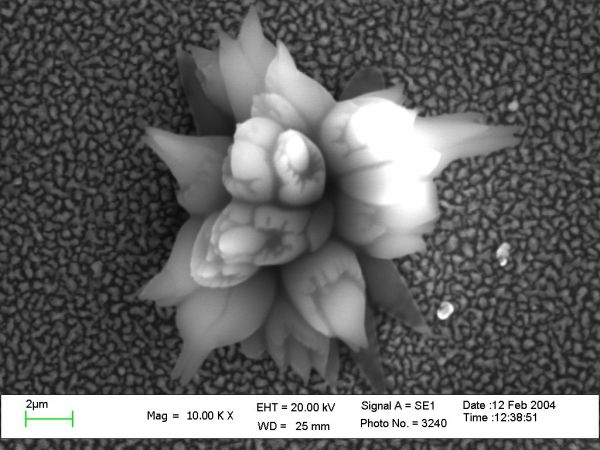 2µm
Mag = 10.00 K X
EHT = 20.00 kV
WD = 25 mm
Signal A = SE1
Photo No. = 3240
Date :12 Feb 2004
Time :12:38:51